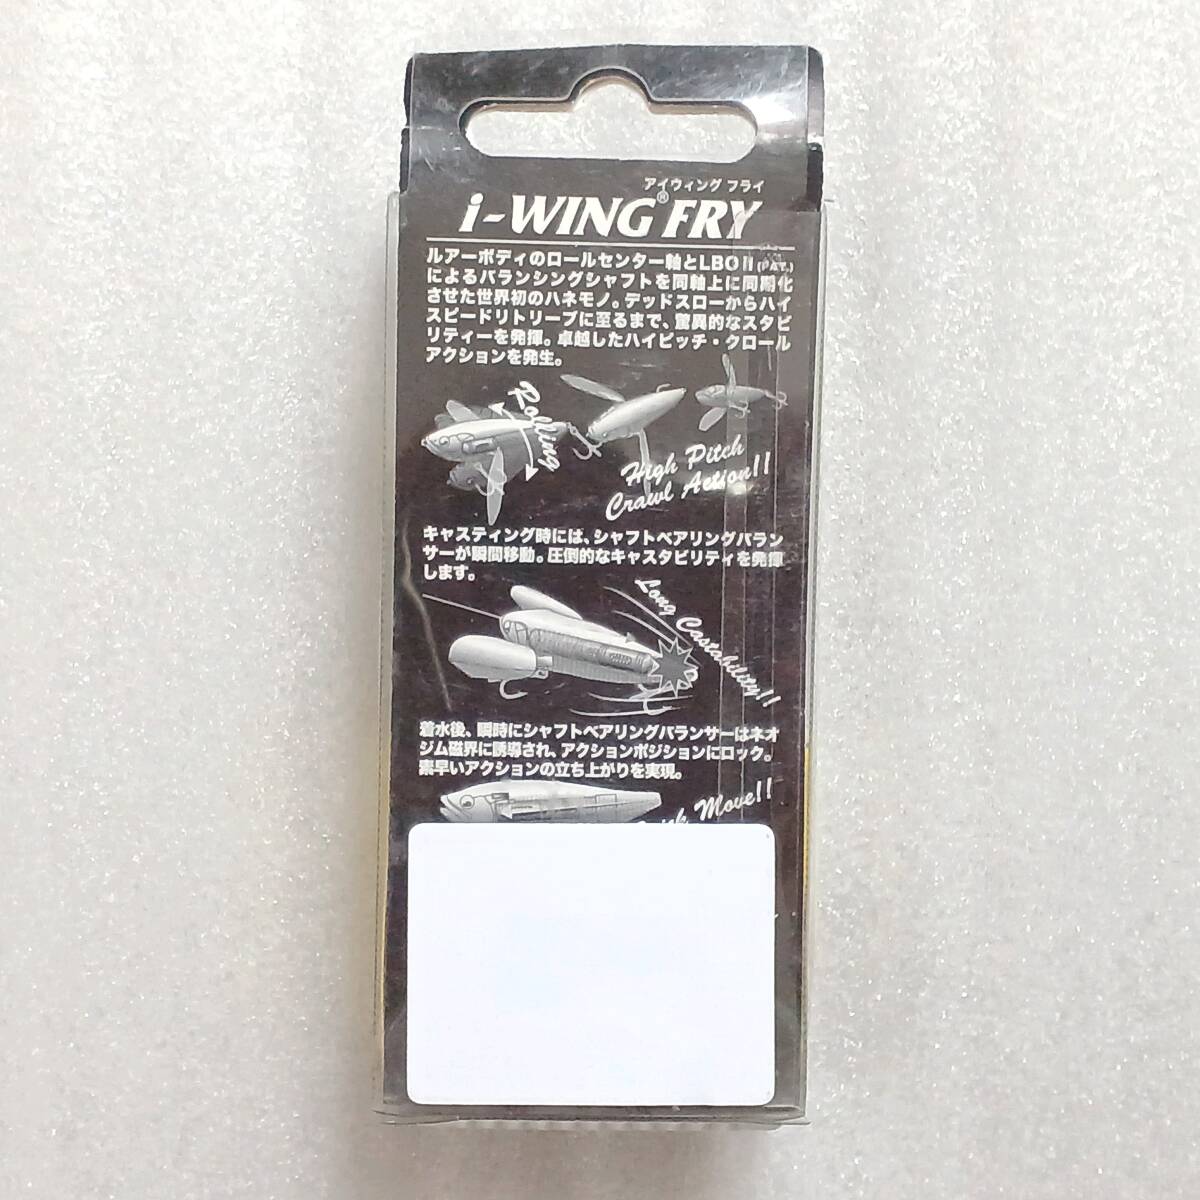 アイウィング フライ
i-WING® FRY
ルアーボディのロールセンター軸とLBOⅡ(PAT.)
によるバランシングシャフトを同軸上に同期化
させた世界初のハネモノ。デッドスローからハイ
スピードリトリーブに至るまで、驚異的なスタビ
リティーを発揮。卓越したハイピッチ・クロール
アクションを発生。
Rolling
High Pitch
Crawl Action!!
キャスティング時には、シャフトベアリングバラン
サーが瞬間移動。圧倒的なキャスタビリティを発揮
します。
Long Castability!!
着水後、瞬時にシャフトベアリングバランサーはネオ
ジム磁界に誘導され、アクションポジションにロック。
素早いアクションの立ち上がりを実現。
Move!!